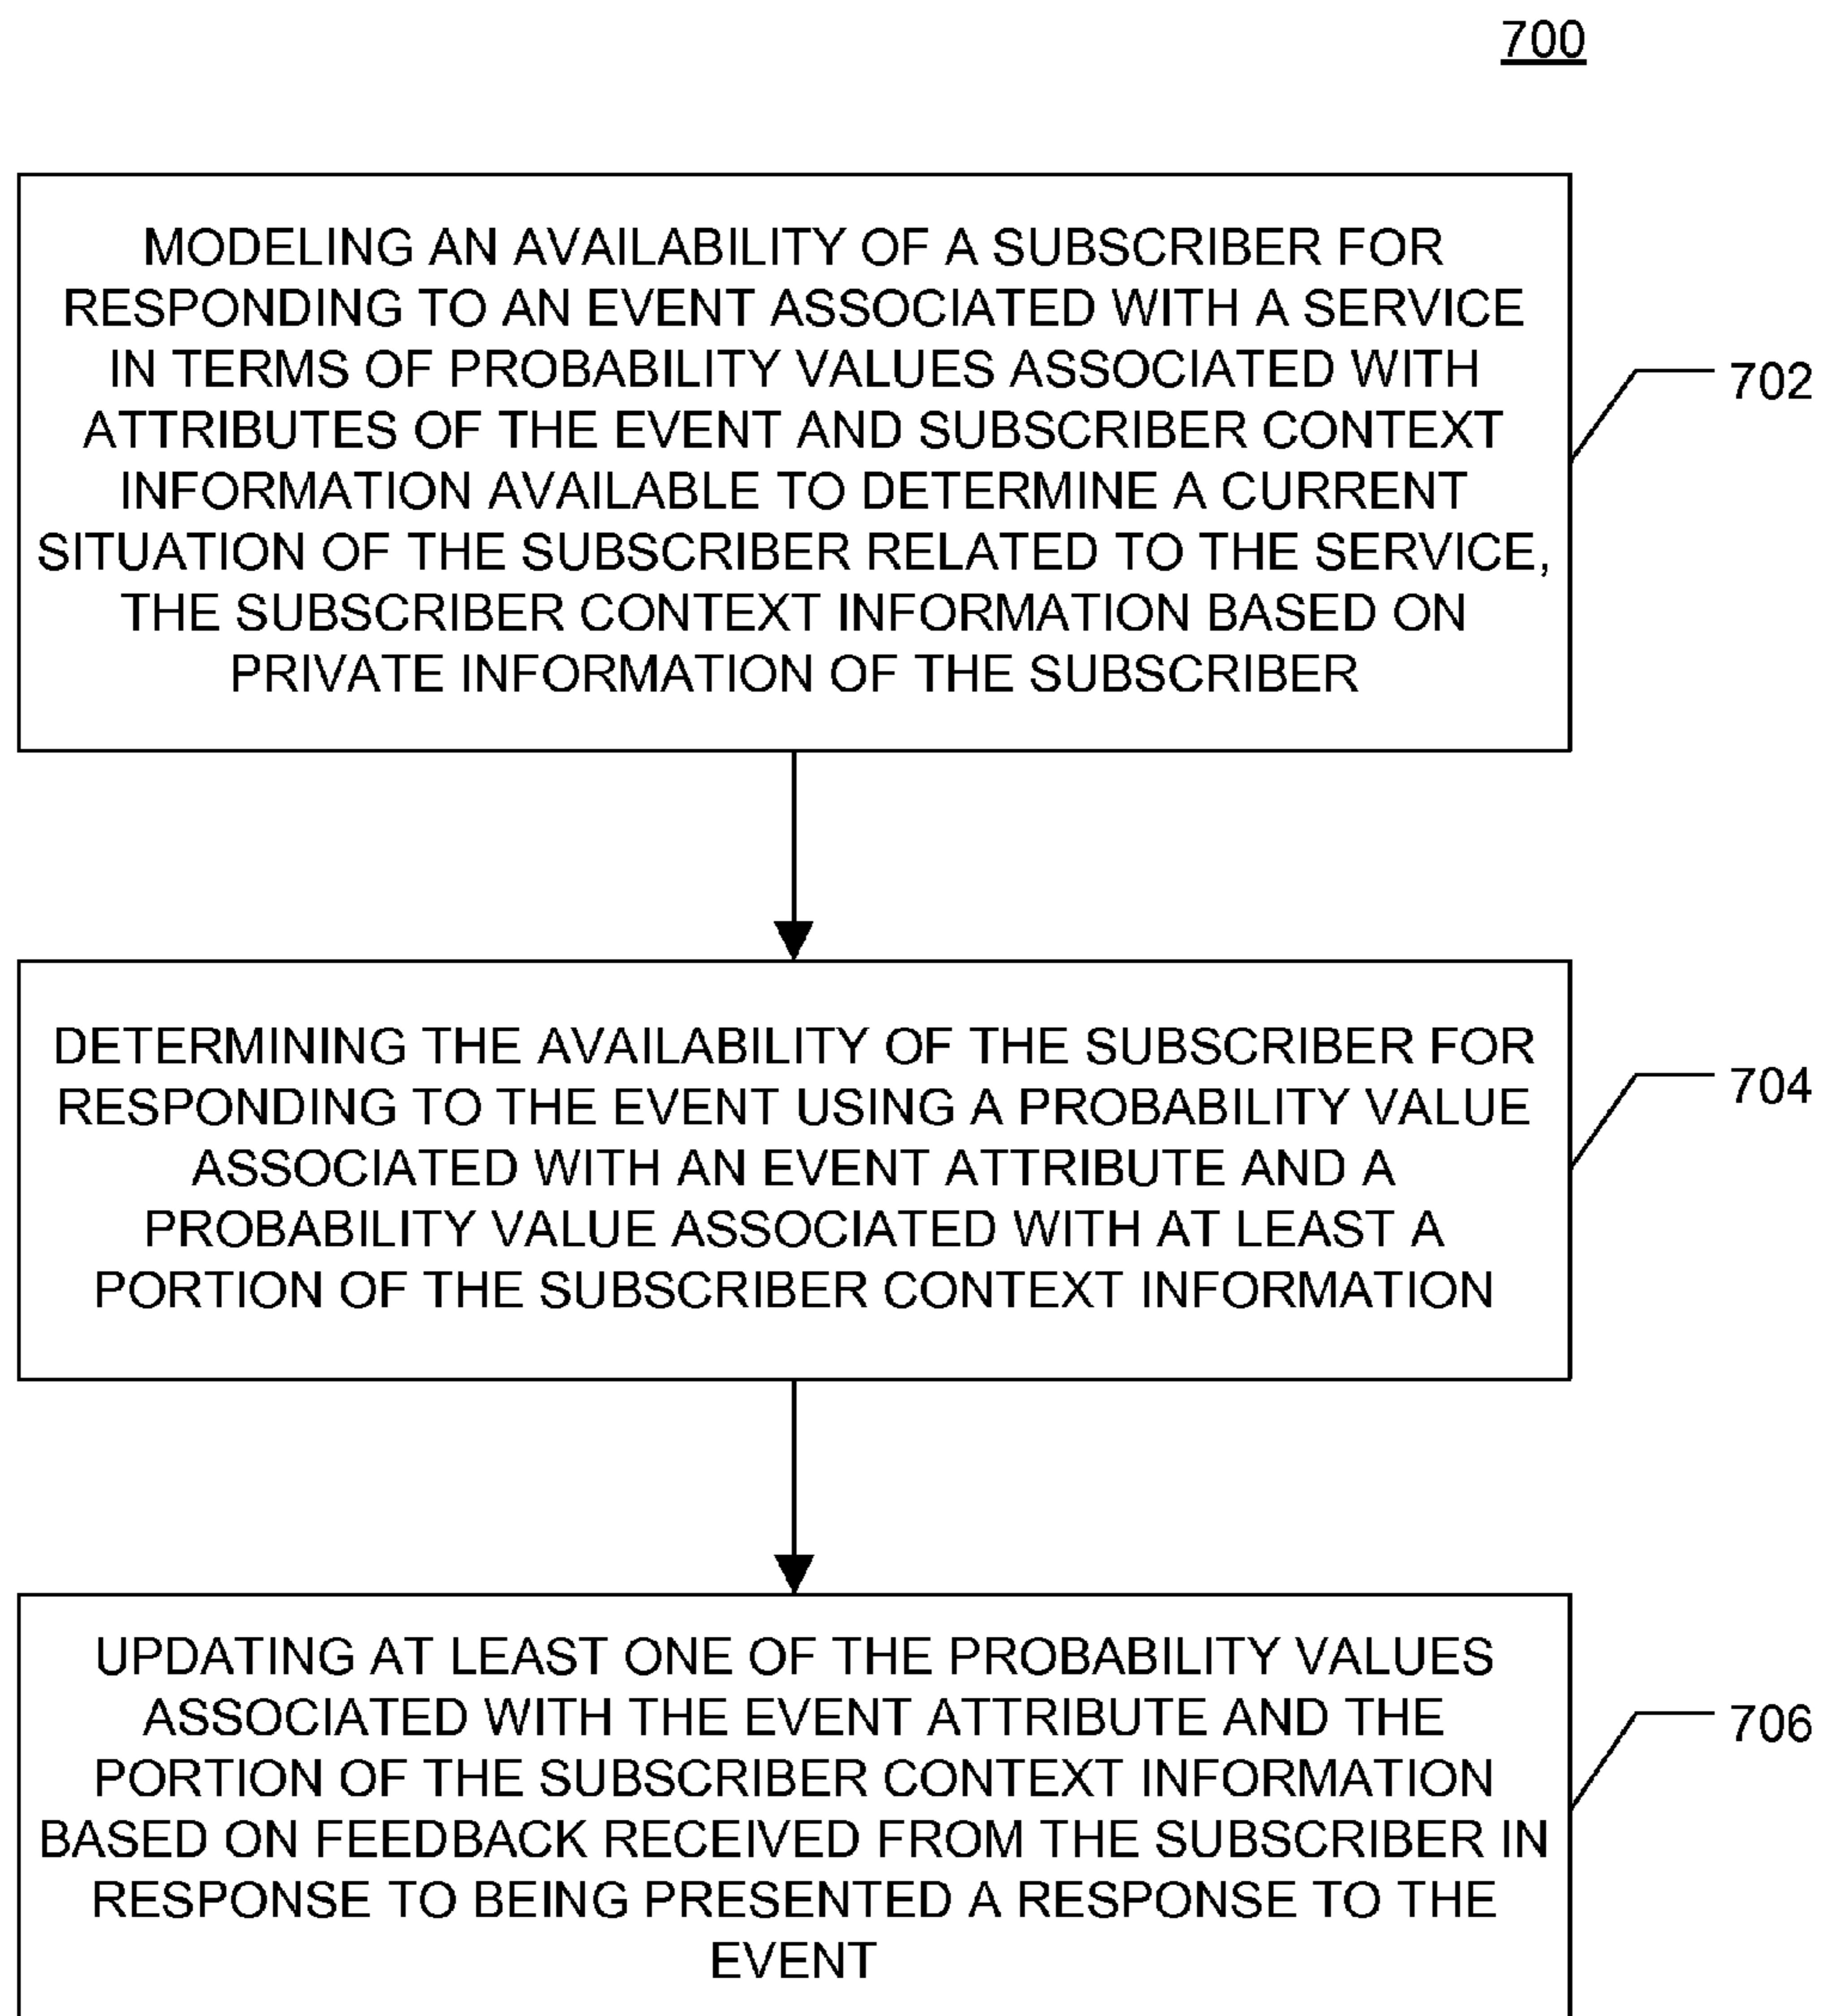 700
MODELING AN AVAILABILITY OF A SUBSCRIBER FOR
RESPONDING TO AN EVENT ASSOCIATED WITH A SERVICE
IN TERMS OF PROBABILITY VALUES ASSOCIATED WITH
ATTRIBUTES OF THE EVENT AND SUBSCRIBER CONTEXT
INFORMATION AVAILABLE TO DETERMINE A CURRENT
SITUATION OF THE SUBSCRIBER RELATED TO THE SERVICE,
THE SUBSCRIBER CONTEXT INFORMATION BASED ON
PRIVATE INFORMATION OF THE SUBSCRIBER
702
DETERMINING THE AVAILABILITY OF THE SUBSCRIBER FOR
RESPONDING TO THE EVENT USING A PROBABILITY VALUE
ASSOCIATED WITH AN EVENT ATTRIBUTE AND A
PROBABILITY VALUE ASSOCIATED WITH AT LEAST A
PORTION OF THE SUBSCRIBER CONTEXT INFORMATION
704
UPDATING AT LEAST ONE OF THE PROBABILITY VALUES
ASSOCIATED WITH THE EVENT ATTRIBUTE AND THE
PORTION OF THE SUBSCRIBER CONTEXT INFORMATION
BASED ON FEEDBACK RECEIVED FROM THE SUBSCRIBER IN
RESPONSE TO BEING PRESENTED A RESPONSE TO THE
EVENT
706